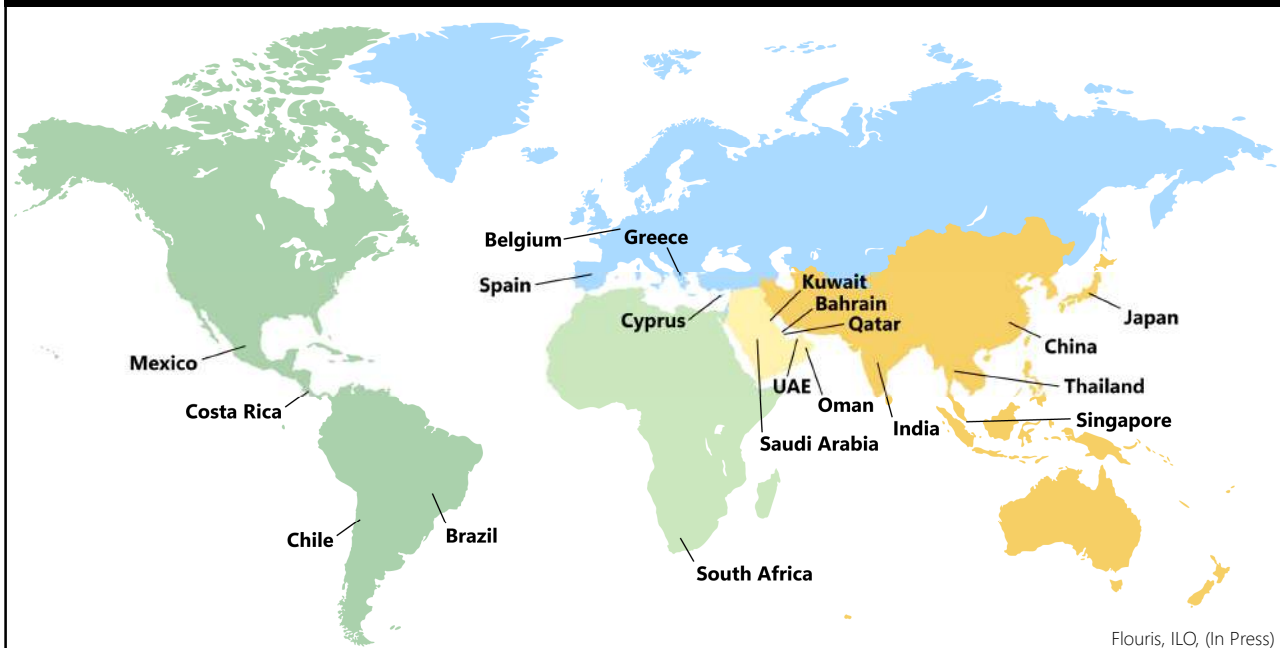 Belgium
Greece
Spain
Kuwait
Bahrain
Cyprus
Qatar
Japan
China
Mexico
UAE
Thailand
Oman
Costa Rica
Singapore
India
Saudi Arabia
Chile
Brazil
South Africa
Flouris, ILO, (In Press)